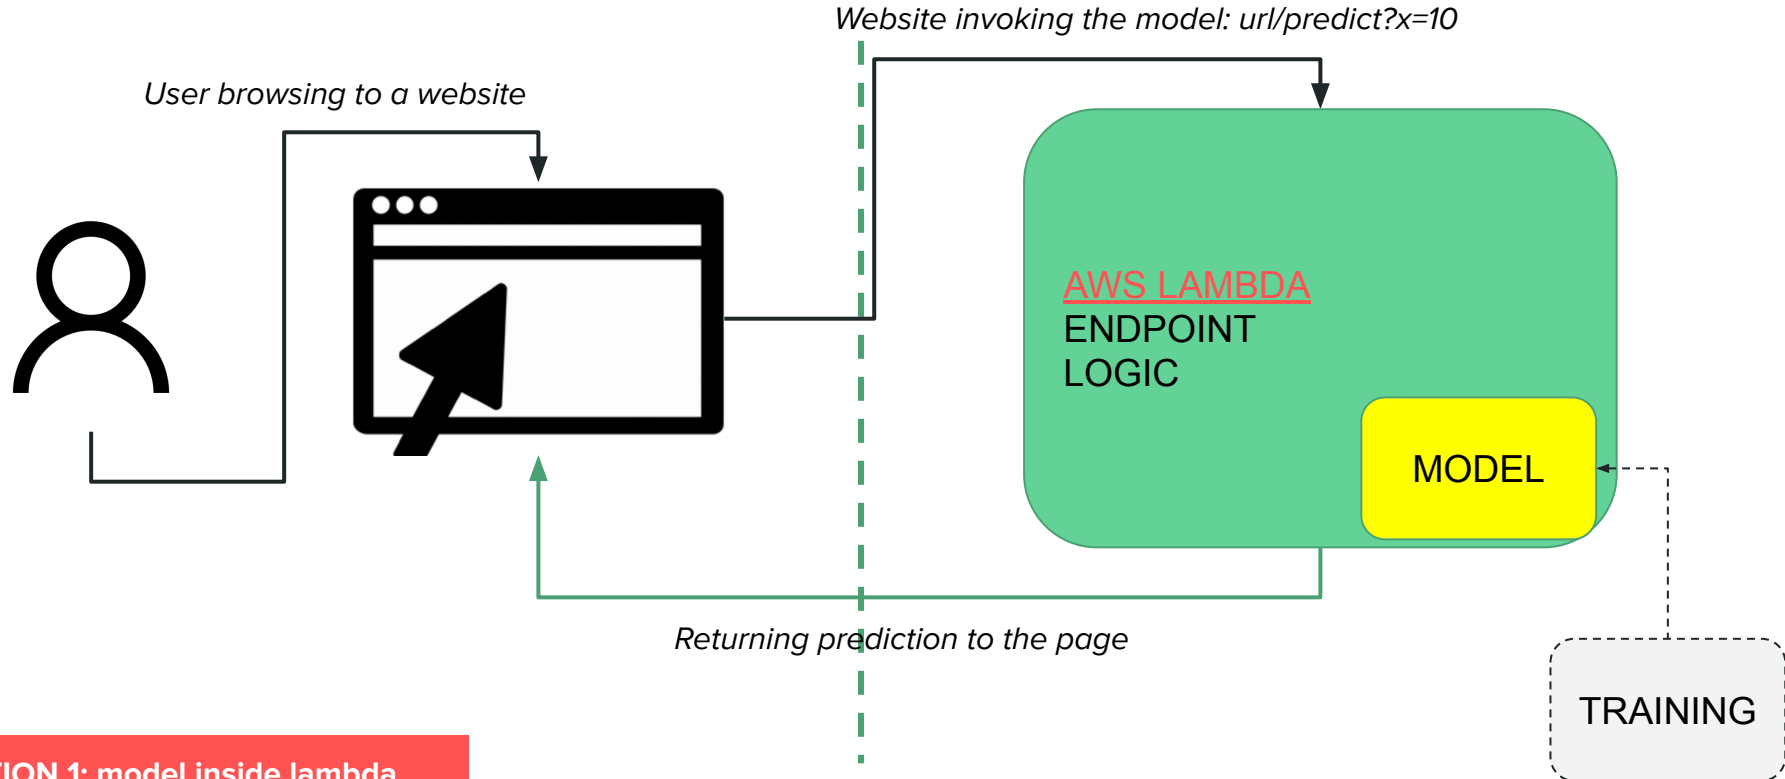 Website invoking the model: url/predict?x=10
User browsing to a website
AWS LAMBDA
ENDPOINT
LOGIC
MODEL
Returning prediction to the page
TRAINING
1: model inside lambda